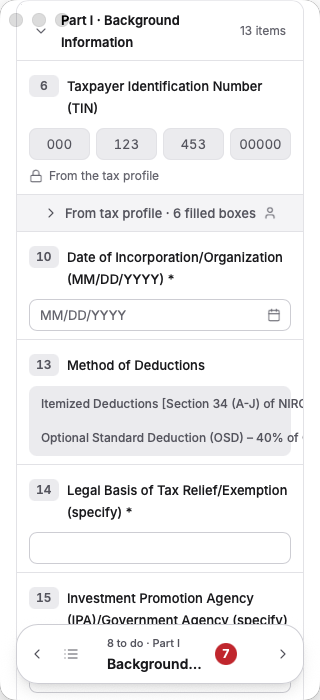 Part I · Background
Information
13 items
6
Taxpayer Identification Number
(TIN)
000
123
453
00000
From the tax profile
From tax profile · 6 filled boxes
10
Date of Incorporation/Organization
(MM/DD/YYYY) *
MM/DD/YYYY
13
Method of Deductions
Itemized Deductions [Section 34 (A-J) of NIRC
Optional Standard Deduction (OSD) – 40% of
14
Legal Basis of Tax Relief/Exemption
(specify) *
15
Investment Promotion Agency
(IPA)/Government Agency (specify)
8 to do · Part I
Background...
7